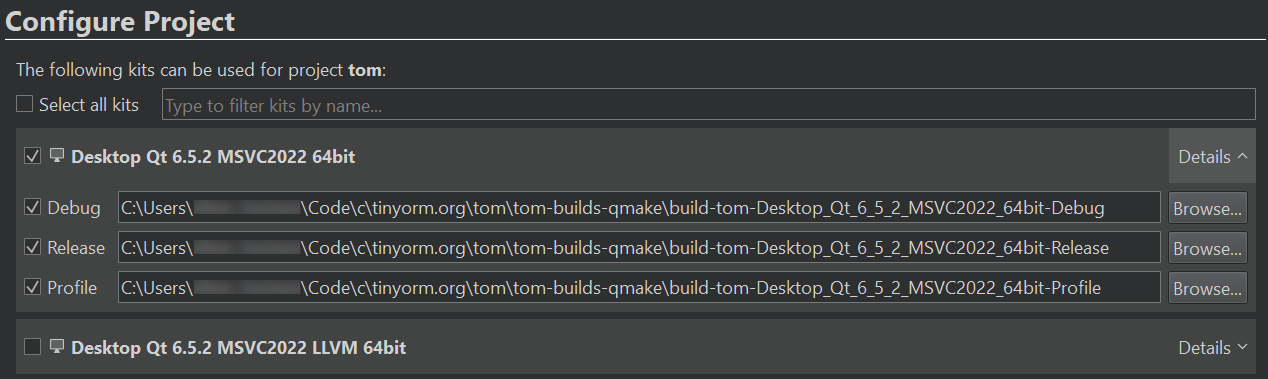 Configure Project
The following kits can be used for project tom:
Select all kits Type to filter kits by name...
Desktop Qt 6.5.2 MSVC2022 64bit Details
Debug C:\Users\ \Code\c\tinyorm.org\tom\tom-builds-qmake\build-tom-Desktop_Qt_6_5_2_MSVC2022_64bit-Debug Browse...
Release C:\Users\ \Code\c\tinyorm.org\tom\tom-builds-qmake\build-tom-Desktop_Qt_6_5_2_MSVC2022_64bit-Release Browse...
Profile C:\Users\ \Code\c\tinyorm.org\tom\tom-builds-qmake\build-tom-Desktop_Qt_6_5_2_MSVC2022_64bit-Profile Browse...
Desktop Qt 6.5.2 MSVC2022 LLVM 64bit Details